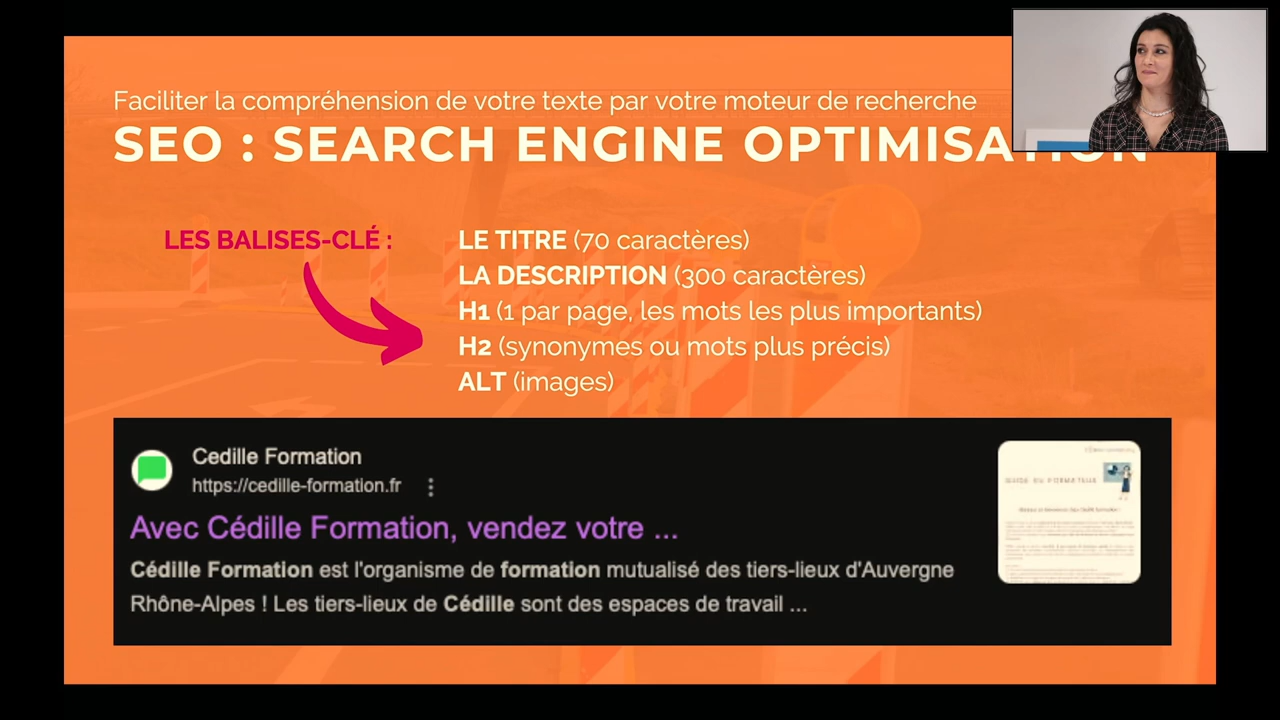 Faciliter la compréhension de votre texte par votre moteur de recherche
SEO : SEARCH ENGINE OPTIMISATION
LES BALISES-CLÉ :
LE TITRE (70 caractères)
LA DESCRIPTION (300 caractères)
H1 (1 par page, les mots les plus importants)
H2 (synonymes ou mots plus précis)
ALT (images)
Cedille Formation
https://cedille-formation.fr
Avec Cédille Formation, vendez votre ...
Cédille Formation est l'organisme de formation mutualisé des tiers-lieux d'Auvergne
Rhône-Alpes ! Les tiers-lieux de Cédille sont des espaces de travail ...
GUIDE DU FORMATEUR